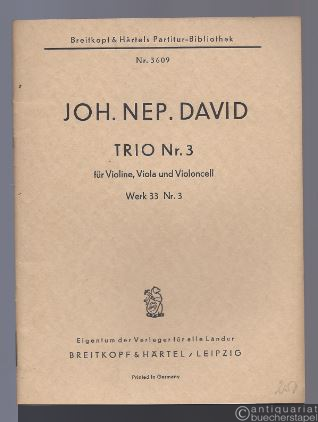 Breitkopf & Härtels Partitur-Bibliothek
Nr. 3609
JOH. NEP. DAVID
TRIO Nr. 3
für Violine, Viola und Violoncell
Werk 33 Nr. 3
Eigentum der Verleger für alle Länder
BREITKOPF & HÄRTEL / LEIPZIG
Printed in Germany
antiquariat
buecherstapel